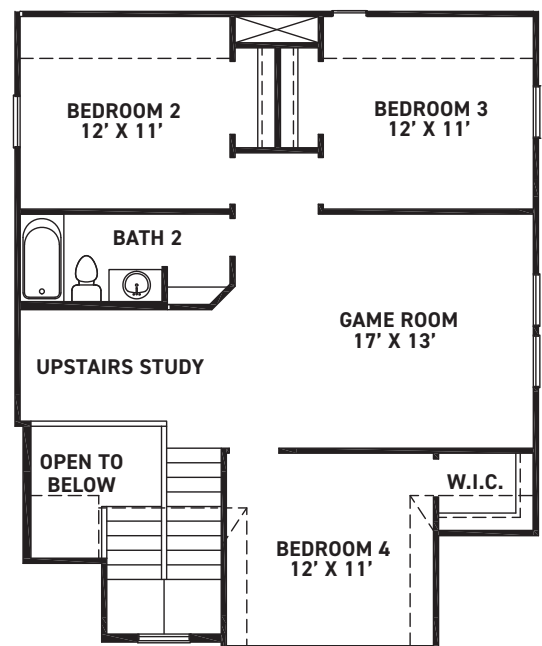 BEDROOM 2
12’ X 11’
BEDROOM 3
12’ X 11’
BATH 2
GAME ROOM
17’ X 13’
UPSTAIRS STUDY
OPEN TO
BELOW
W.I.C.
BEDROOM 4
12’ X 11’